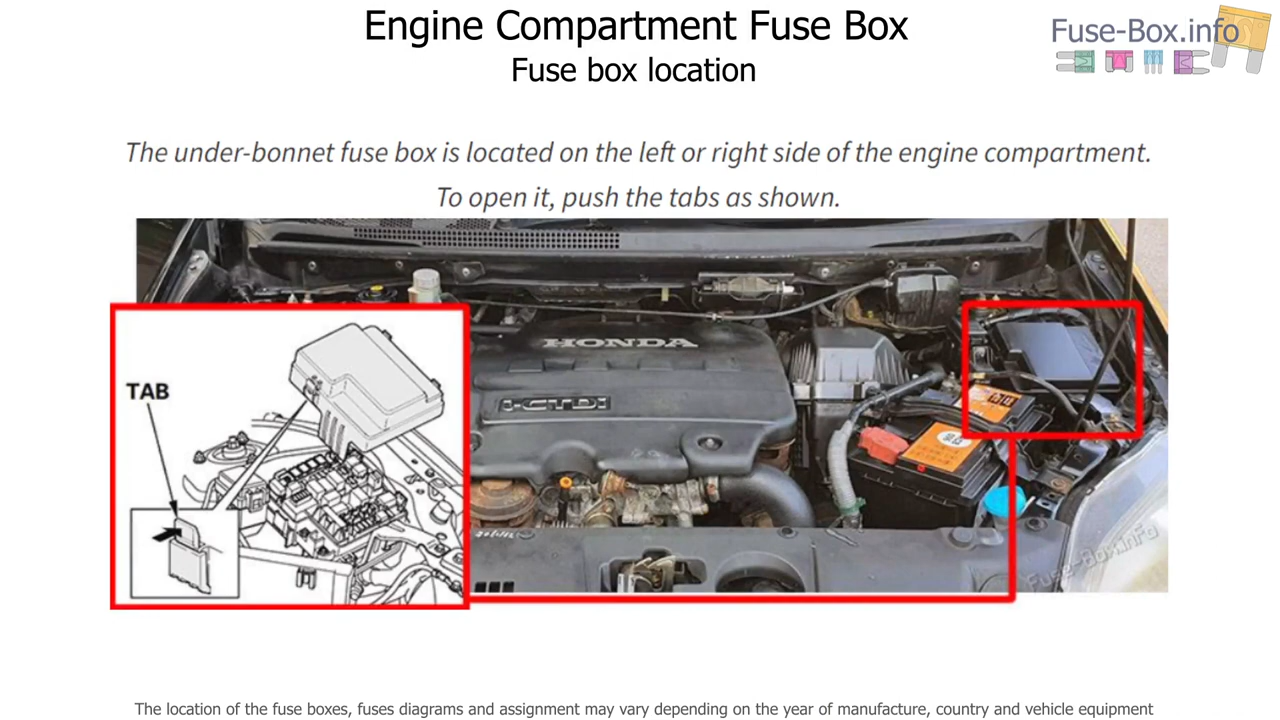 Engine Compartment Fuse Box
Fuse box location
Fuse-Box.info
The under-bonnet fuse box is located on the left or right side of the engine compartment.
To open it, push the tabs as shown.
HONDA
i-CTDi
TAB
Fuse-Box.info
The location of the fuse boxes, fuses diagrams and assignment may vary depending on the year of manufacture, country and vehicle equipment